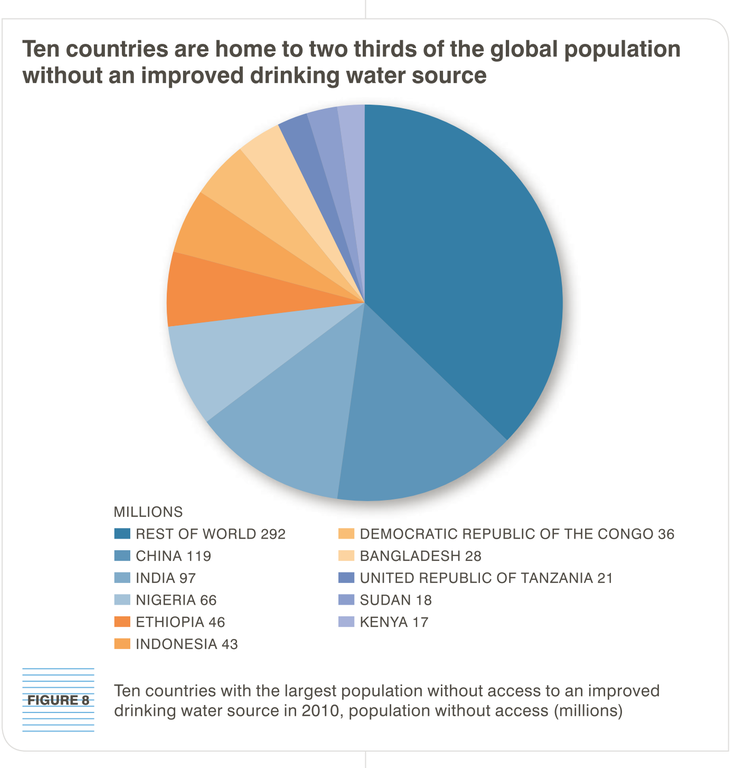 Ten countries are home to two thirds of the global population
without an improved drinking water source
MILLIONS
REST OF WORLD 292
CHINA 119
INDIA 97
NIGERIA 66
ETHIOPIA 46
INDONESIA 43
DEMOCRATIC REPUBLIC OF THE CONGO 36
BANGLADESH 28
UNITED REPUBLIC OF TANZANIA 21
SUDAN 18
KENYA 17
FIGURE 8
Ten countries with the largest population without access to an improved
drinking water source in 2010, population without access (millions)